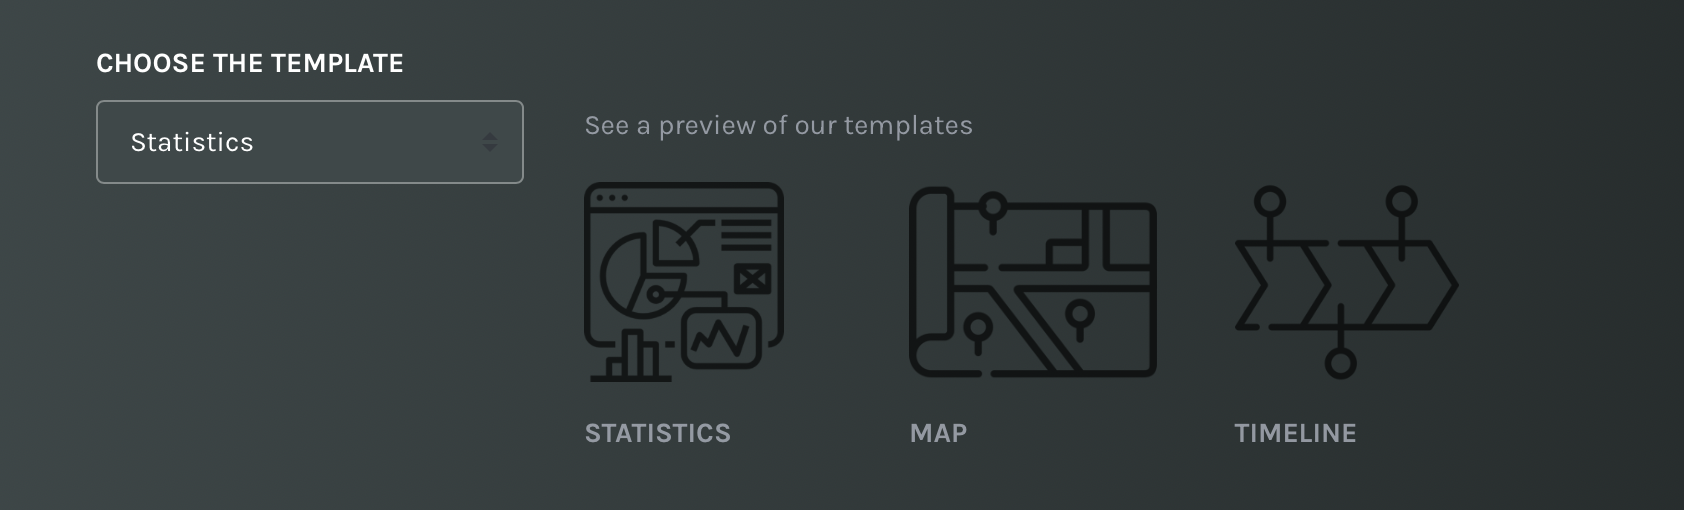 CHOOSE THE TEMPLATE
Statistics
See a preview of our templates
STATISTICS
MAP
TIMELINE